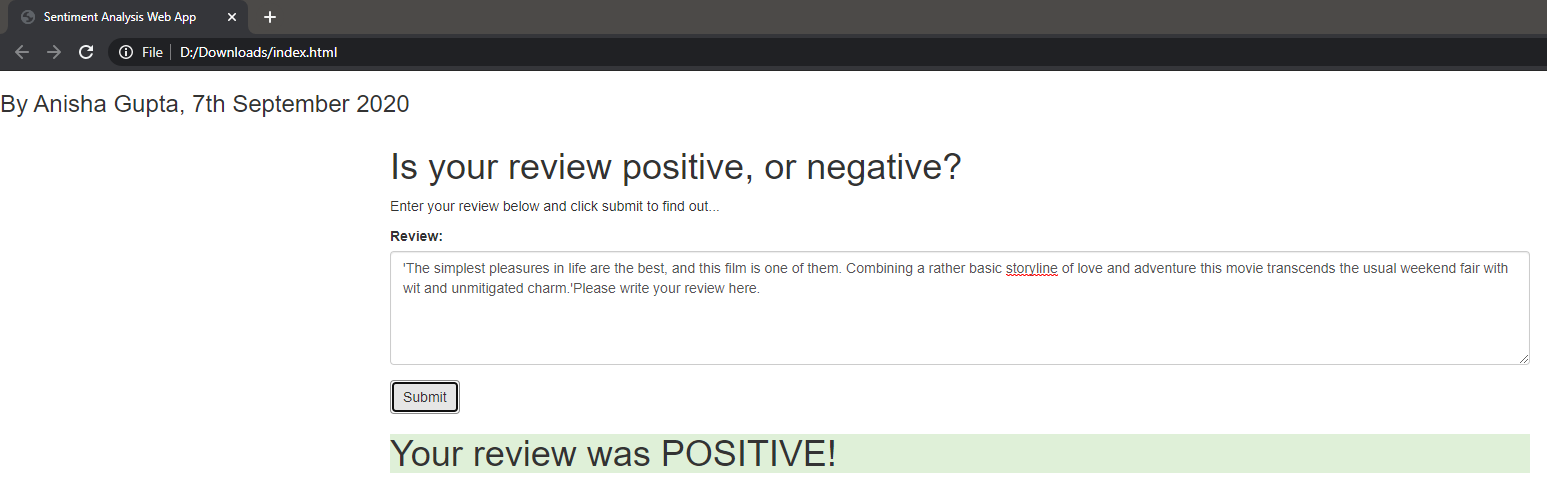 Sentiment Analysis Web App
File D:/Downloads/index.html
By Anisha Gupta, 7th September 2020
Is your review positive, or negative?
Enter your review below and click submit to find out...
Review:
'The simplest pleasures in life are the best, and this film is one of them. Combining a rather basic storyline of love and adventure this movie transcends the usual weekend fair with
wit and unmitigated charm.'Please write your review here.
Submit
Your review was POSITIVE!